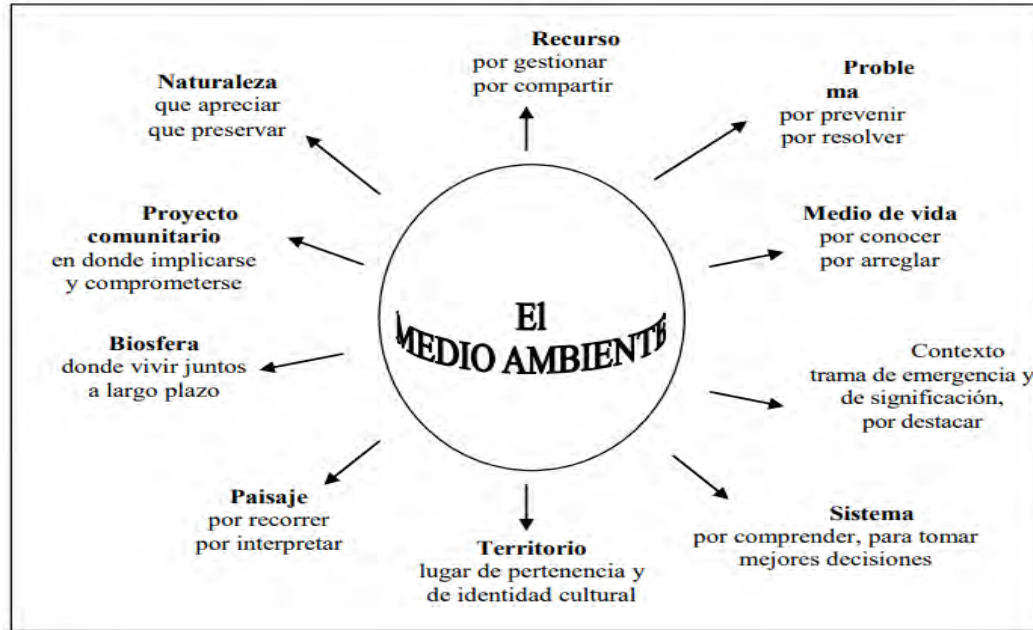 Recurso
por gestionar
por compartir
Proble
ma
por prevenir
por resolver
Medio de vida
por conocer
por arreglar
Contexto
trama de emergencia y
de significación,
por destacar
Sistema
por comprender, para tomar
mejores decisiones
Territorio
lugar de pertenencia y
de identidad cultural
Paisaje
por recorrer
por interpretar
Biosfera
donde vivir juntos
a largo plazo
Proyecto
comunitario
en donde implicarse
y comprometerse
Naturaleza
que apreciar
que preservar
El
MEDIO AMBIENTE